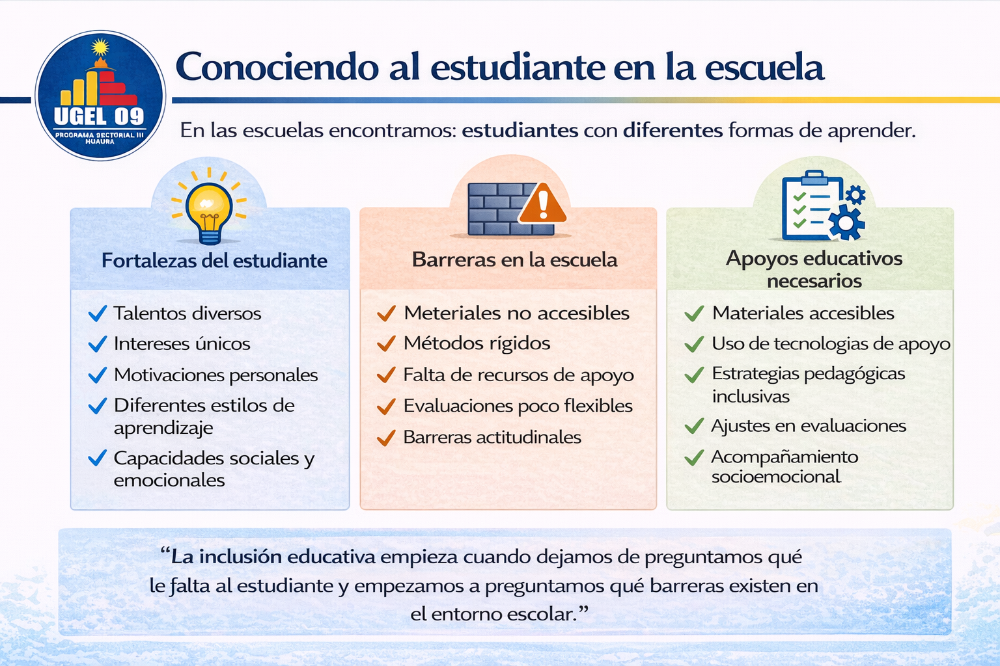 Conociendo al estudiante en la escuela
UGEL 09
PROGRAMA SECTORIAL III
HUAURA
En las escuelas encontramos: estudiantes con diferentes formas de aprender.
Fortalezas del estudiante
Talentos diversos
Intereses únicos
Motivaciones personales
Diferentes estilos de
aprendizaje
Capacidades sociales y
emocionales
Barreras en la escuela
Meteriales no accesibles
Métodos rígidos
Falta de recursos de apoyo
Evaluaciones poco flexibles
Barreras actitudinales
Apoyos educativos
necesarios
Materiales accesibles
Uso de tecnologias de apoyo
Estrategias pedagógicas
inclusivas
Ajustes en evaluaciones
Acompañamiento
socioemocional.
“La inclusión educativa empieza cuando dejamos de preguntamos qué
le falta al estudiante y empezamos a preguntamos qué barreras existen en
el entorno escolar.”